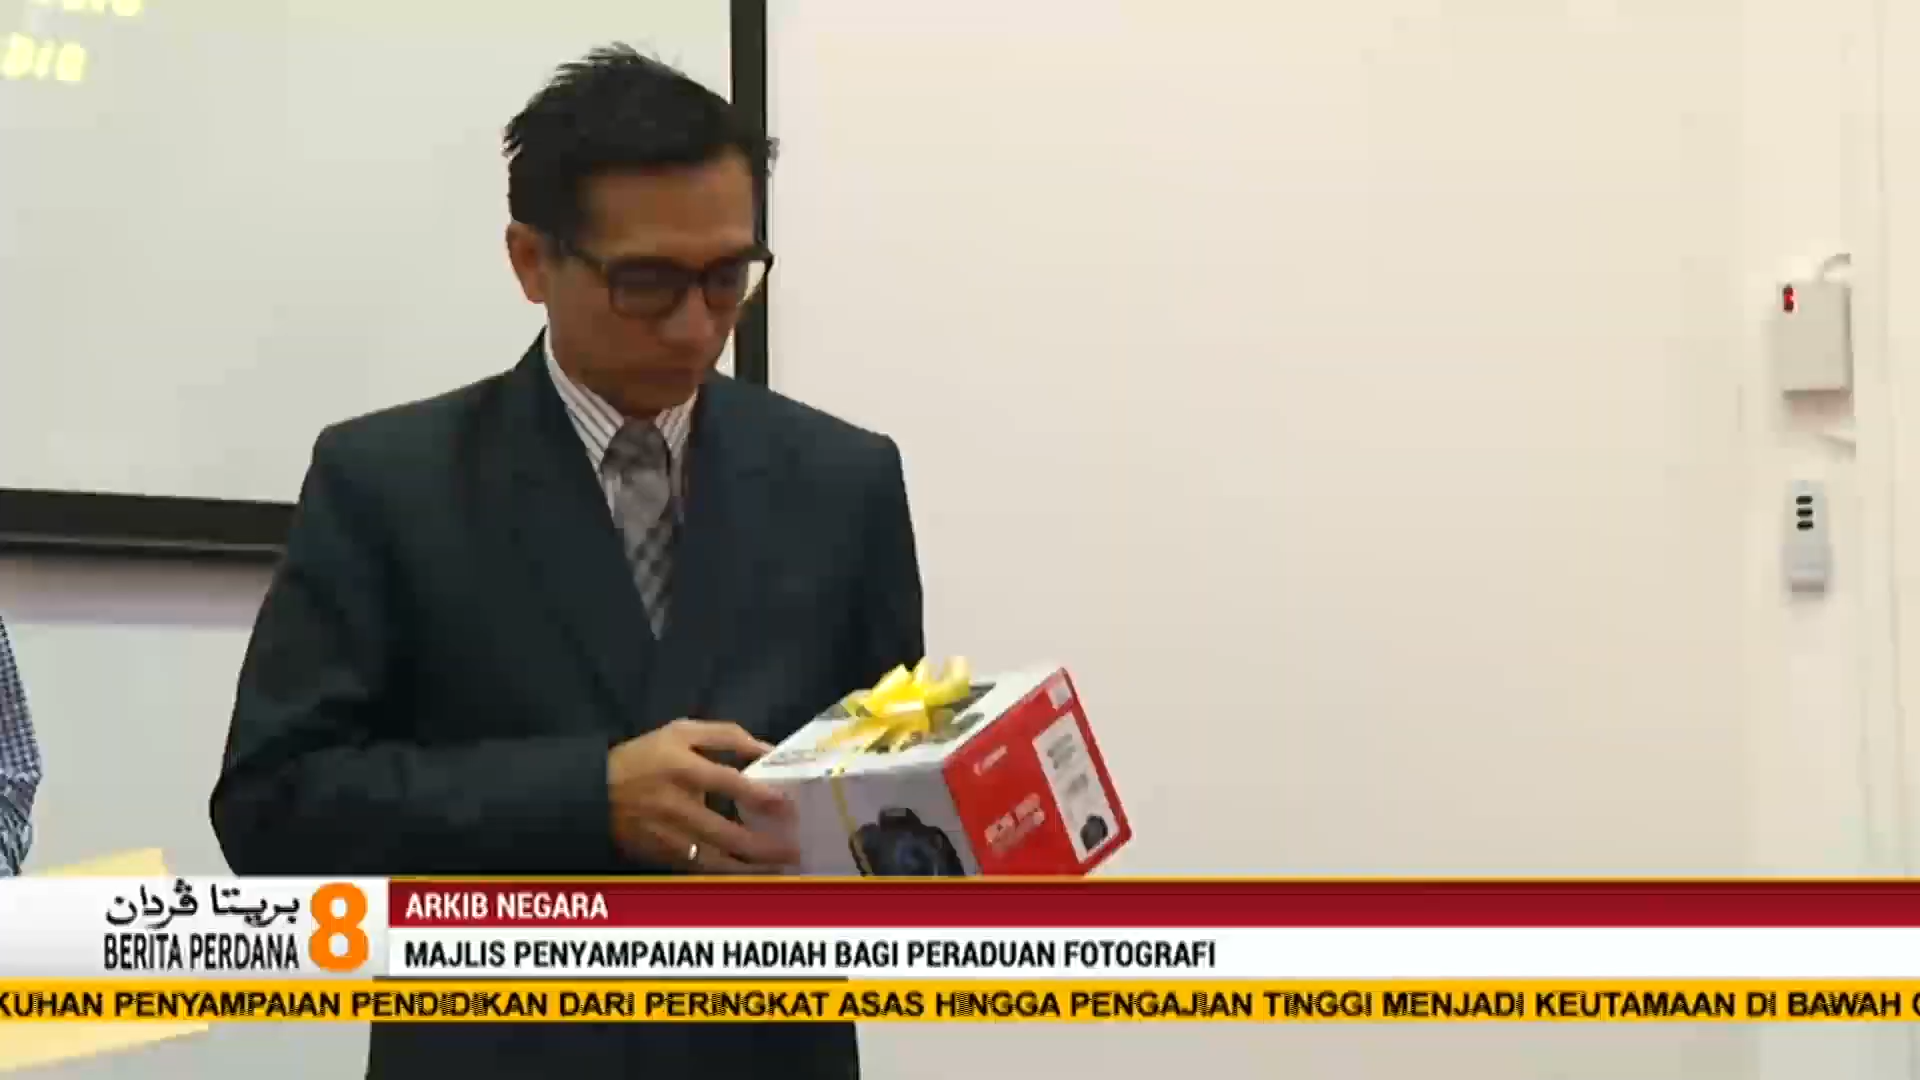 بريتا ڤردان
BERITA PERDANA
8
ARKIB NEGARA
MAJLIS PENYAMPAIAN HADIAH BAGI PERADUAN FOTOGRAFI
KUHAN PENYAMPAIAN PENDIDIKAN DARI PERINGKAT ASAS HINGGA PENGAJIAN TINGGI MENJADI KEUTAMAAN DI BAWAH